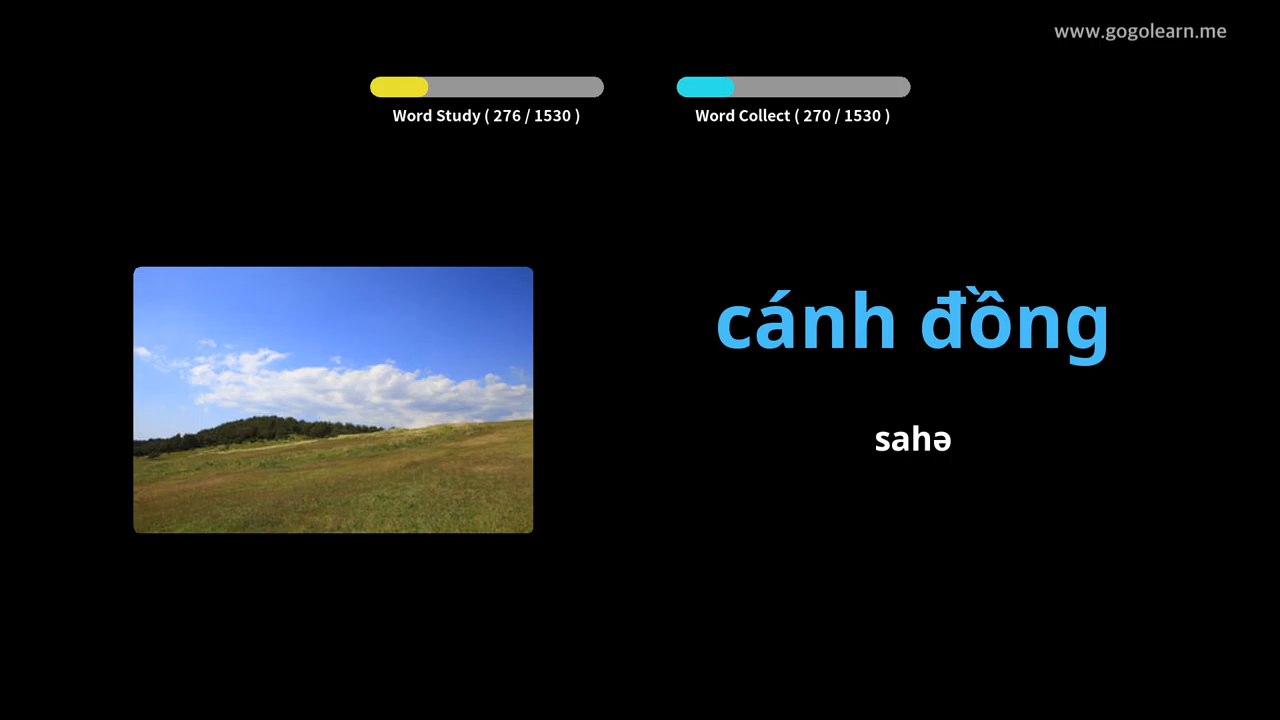 www.gogolearn.me
Word Study ( 276 / 1530 )
Word Collect ( 270 / 1530 )
cánh đồng
sahə